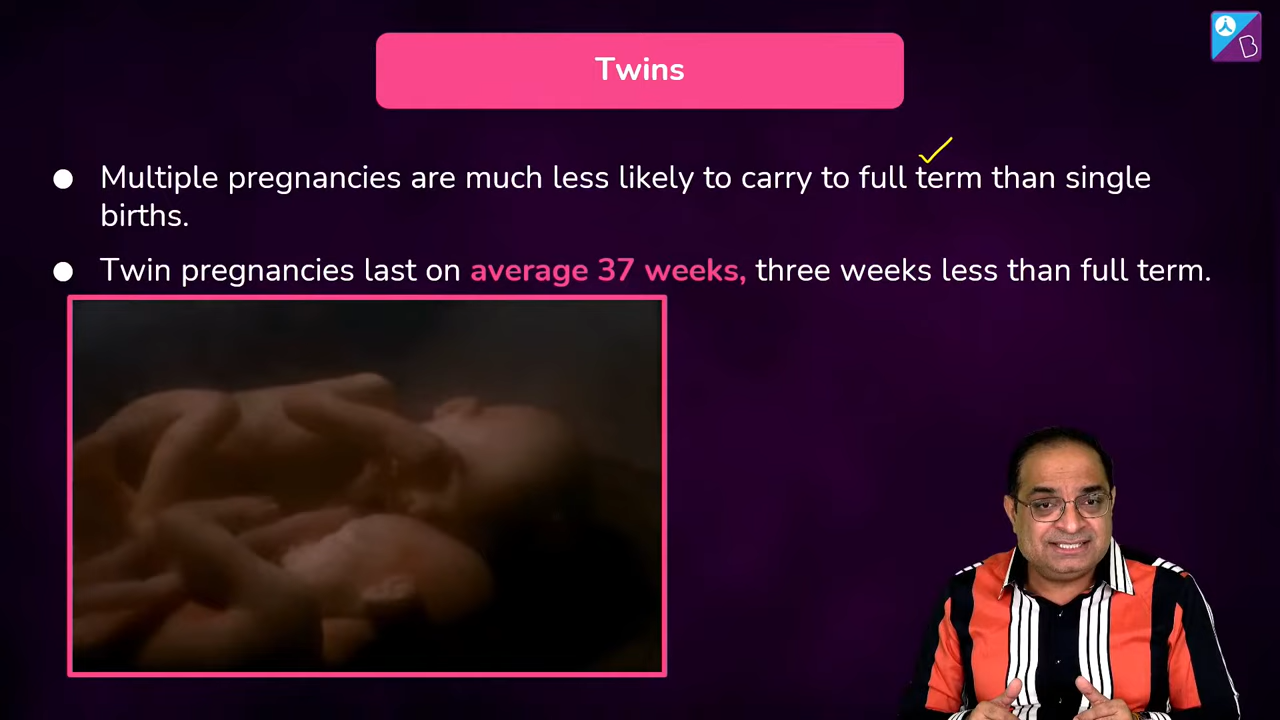 Twins
Multiple pregnancies are much less likely to carry to full term than single
births.
Twin pregnancies last on average 37 weeks, three weeks less than full term.
B